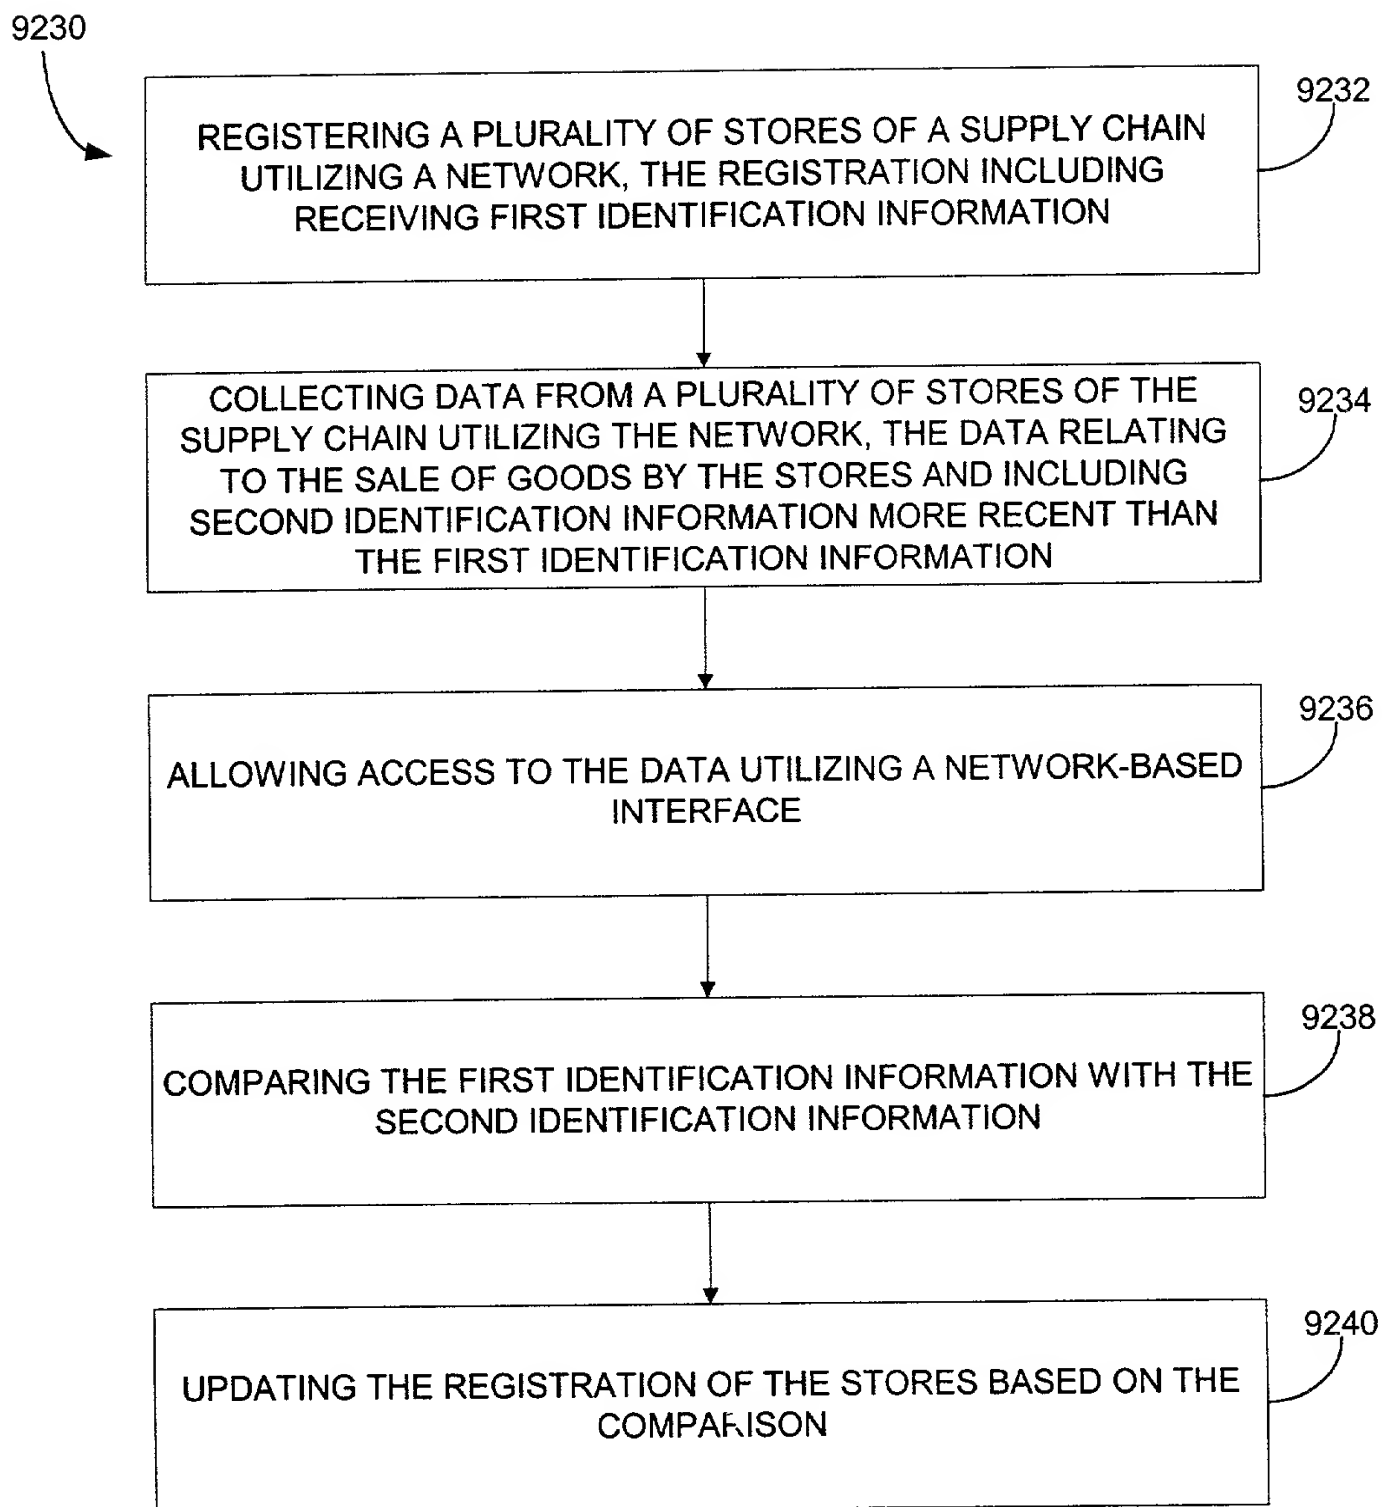 9230
9232
REGISTERING A PLURALITY OF STORES OF A SUPPLY CHAIN
UTILIZING A NETWORK, THE REGISTRATION INCLUDING
RECEIVING FIRST IDENTIFICATION INFORMATION
9234
COLLECTING DATA FROM A PLURALITY OF STORES OF THE
SUPPLY CHAIN UTILIZING THE NETWORK, THE DATA RELATING
TO THE SALE OF GOODS BY THE STORES AND INCLUDING
SECOND IDENTIFICATION INFORMATION MORE RECENT THAN
THE FIRST IDENTIFICATION INFORMATION
9236
ALLOWING ACCESS TO THE DATA UTILIZING A NETWORK-BASED
INTERFACE
9238
COMPARING THE FIRST IDENTIFICATION INFORMATION WITH THE
SECOND IDENTIFICATION INFORMATION
9240
UPDATING THE REGISTRATION OF THE STORES BASED ON THE
COMPARISON